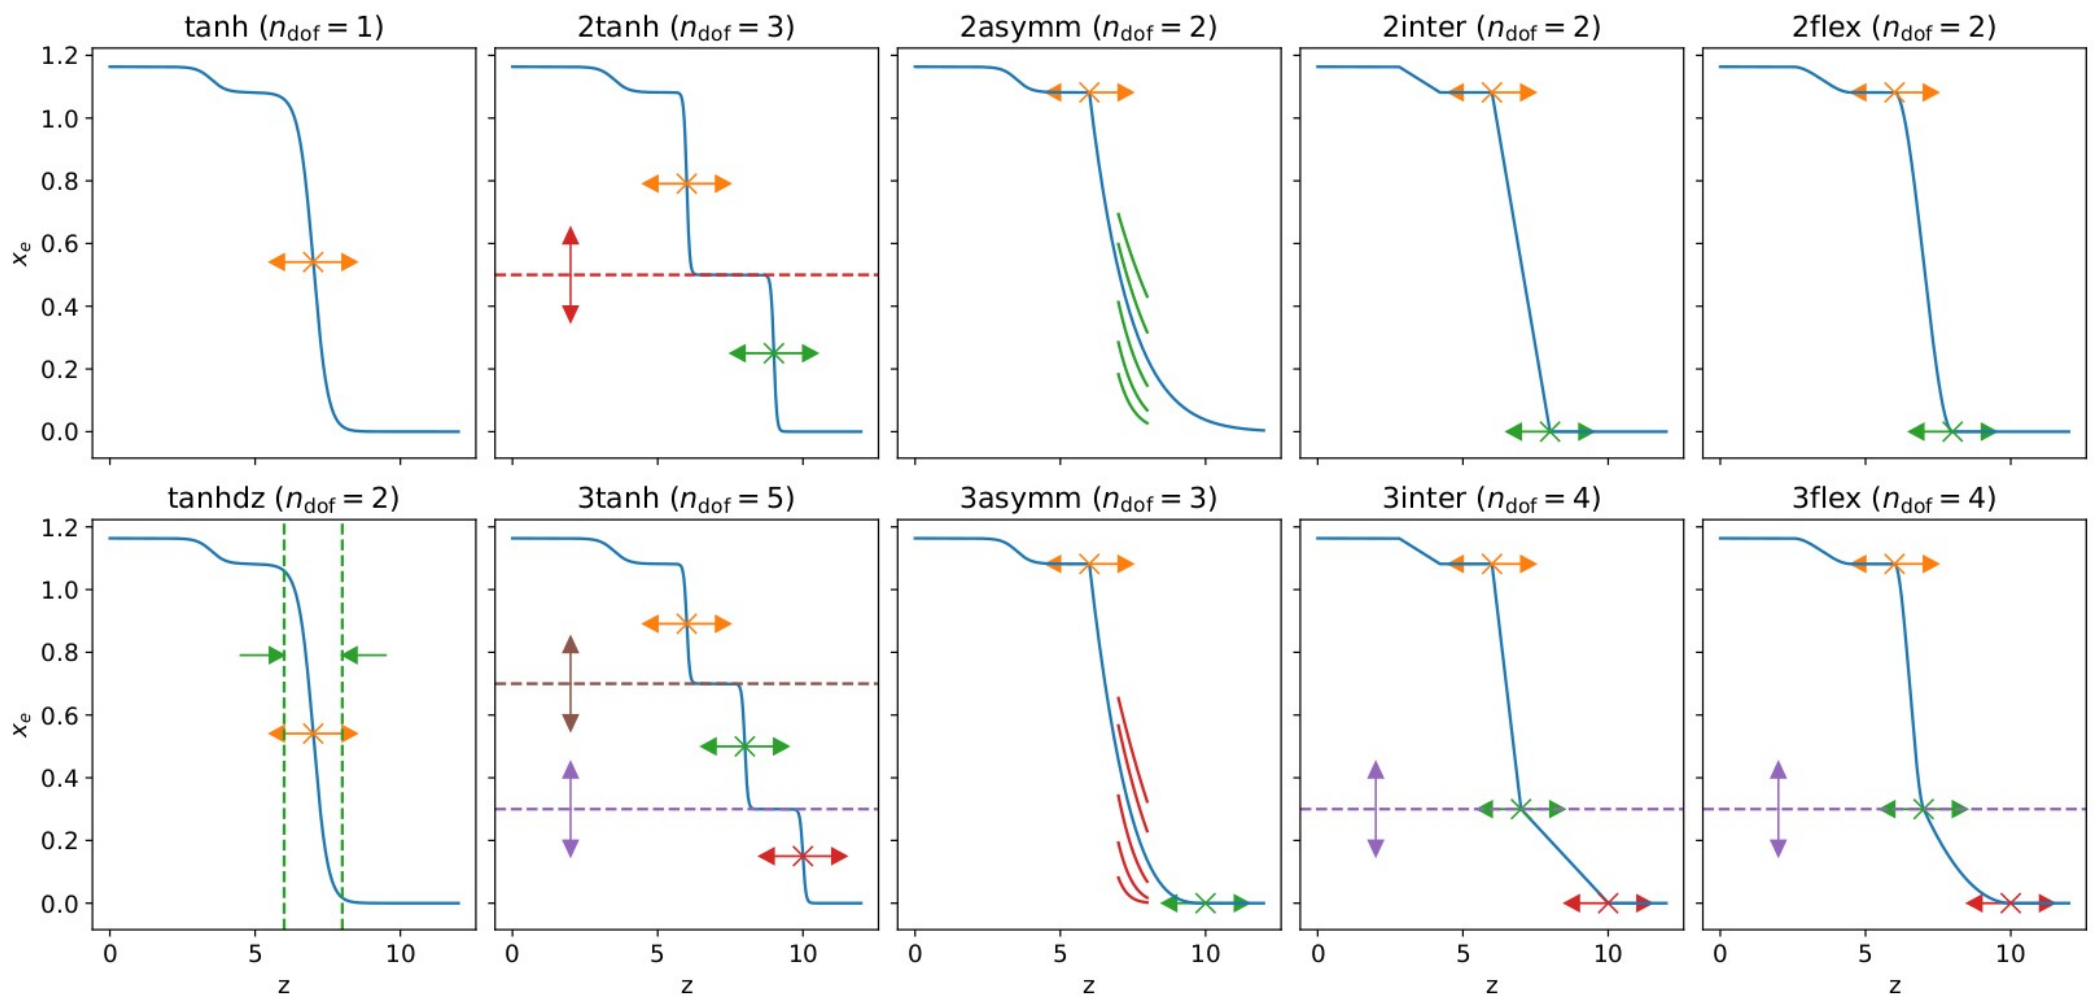 tanh (n_dof = 1)
2tanh (n_dof = 3)
2asymm (n_dof = 2)
2inter (n_dof = 2)
2flex (n_dof = 2)
1.2
1.0
0.8
0.6
0.4
0.2
0.0
x_e
tanhdz (n_dof = 2)
3tanh (n_dof = 5)
3asymm (n_dof = 3)
3inter (n_dof = 4)
3flex (n_dof = 4)
1.2
1.0
0.8
0.6
0.4
0.2
0.0
x_e
0 5 10
0 5 10
0 5 10
0 5 10
0 5 10
z
z
z
z
z